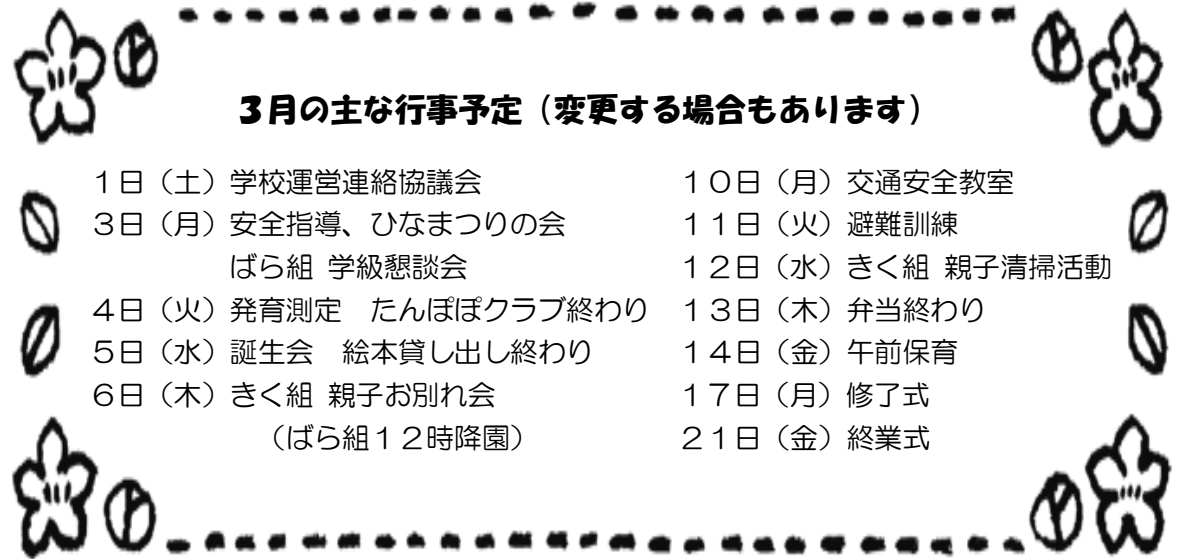 ３月の主な行事予定（変更する場合もあります）
１日（土）学校運営連絡協議会
３日（月）安全指導、ひなまつりの会
ばら組 学級懇談会
４日（火）発育測定　たんぽぽクラブ終わり
５日（水）誕生会　絵本貸し出し終わり
６日（木）きく組 親子お別れ会
（ばら組１２時降園）
１０日（月）交通安全教室
１１日（火）避難訓練
１２日（水）きく組 親子清掃活動
１３日（木）弁当終わり
１４日（金）午前保育
１７日（月）修了式
２１日（金）終業式